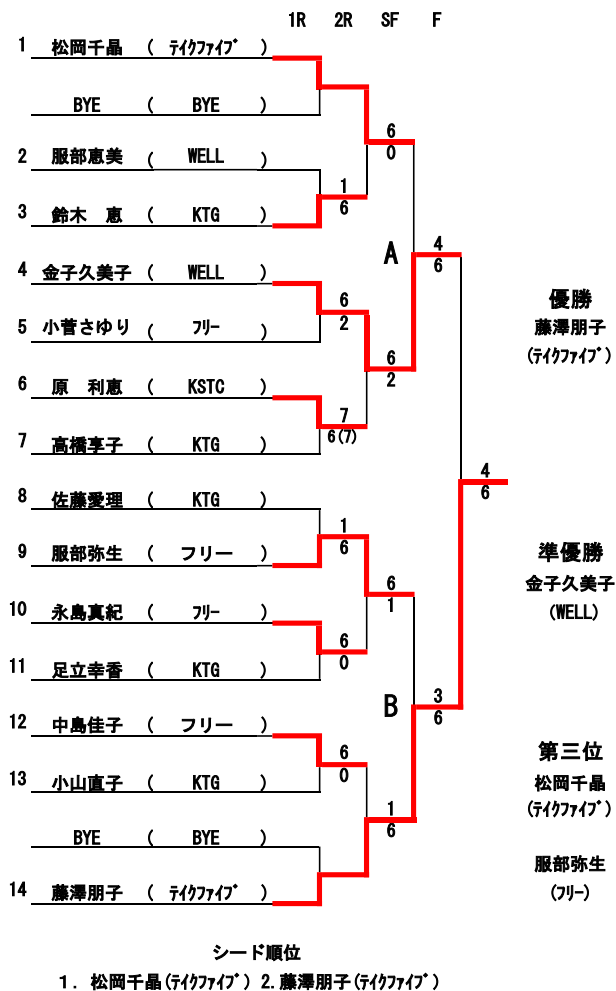 1R 2R SF F
1 松岡千晶 ( ﾃｲｸﾌｧｲﾌﾞ )
BYE ( BYE )
6
0
2 服部恵美 ( WELL )
1
6
3 鈴木 恵 ( KTG )
A 4
6
4 金子久美子 ( WELL )
6
2
5 小菅さゆり ( ﾌﾘｰ )
6
2
6 原 利恵 ( KSTC )
7
6(7)
7 高橋享子 ( KTG )
4
6
8 佐藤愛理 ( KTG )
1
6
9 服部弥生 ( フリー )
6
1
10 永島真紀 ( ﾌﾘｰ )
6
0
11 足立幸香 ( KTG )
B 3
6
12 中島佳子 ( フリー )
6
0
13 小山直子 ( KTG )
1
6
BYE ( BYE )
14 藤澤朋子 ( ﾃｲｸﾌｧｲﾌﾞ )
優勝
藤澤朋子
(ﾃｲｸﾌｧｲﾌﾞ)
準優勝
金子久美子
(WELL)
第三位
松岡千晶
(ﾃｲｸﾌｧｲﾌﾞ)
服部弥生
(ﾌﾘｰ)
シード順位
1. 松岡千晶(ﾃｲｸﾌｧｲﾌﾞ) 2.藤澤朋子(ﾃｲｸﾌｧｲﾌﾞ)